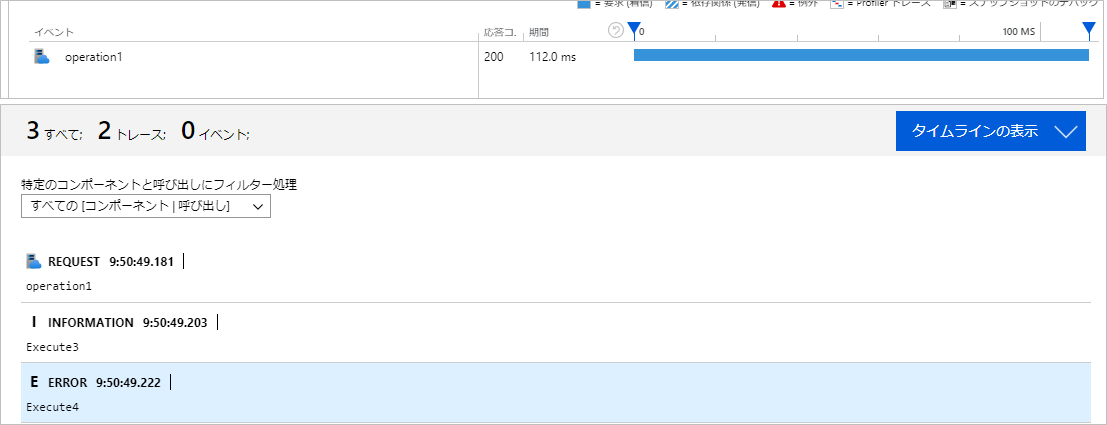 = 要求 (着信) = 依存関係 (発信) = 例外 = Profiler トレース = スナップショットのデバッグ
イベント 応答コ. 期間 0 100 MS
operation1 200 112.0 ms
3 すべて; 2 トレース; 0 イベント; タイムラインの表示
特定のコンポーネントと呼び出しにフィルター処理
すべての [コンポーネント | 呼び出し]
REQUEST 9:50:49.181
operation1
I INFORMATION 9:50:49.203
Execute3
E ERROR 9:50:49.222
Execute4